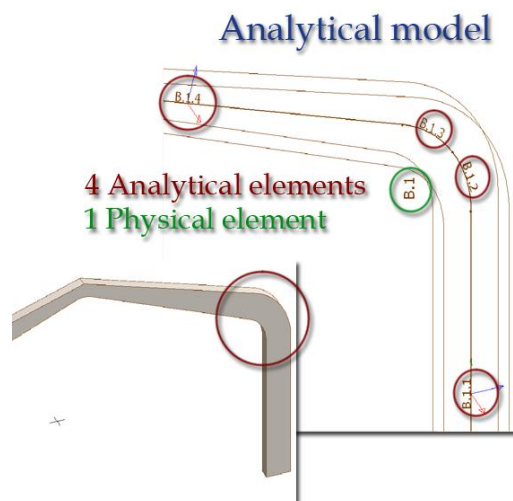 Analytical model
B.1.4
B.1.3
B.1.2
4 Analytical elements
B.1
1 Physical element
B.1.1